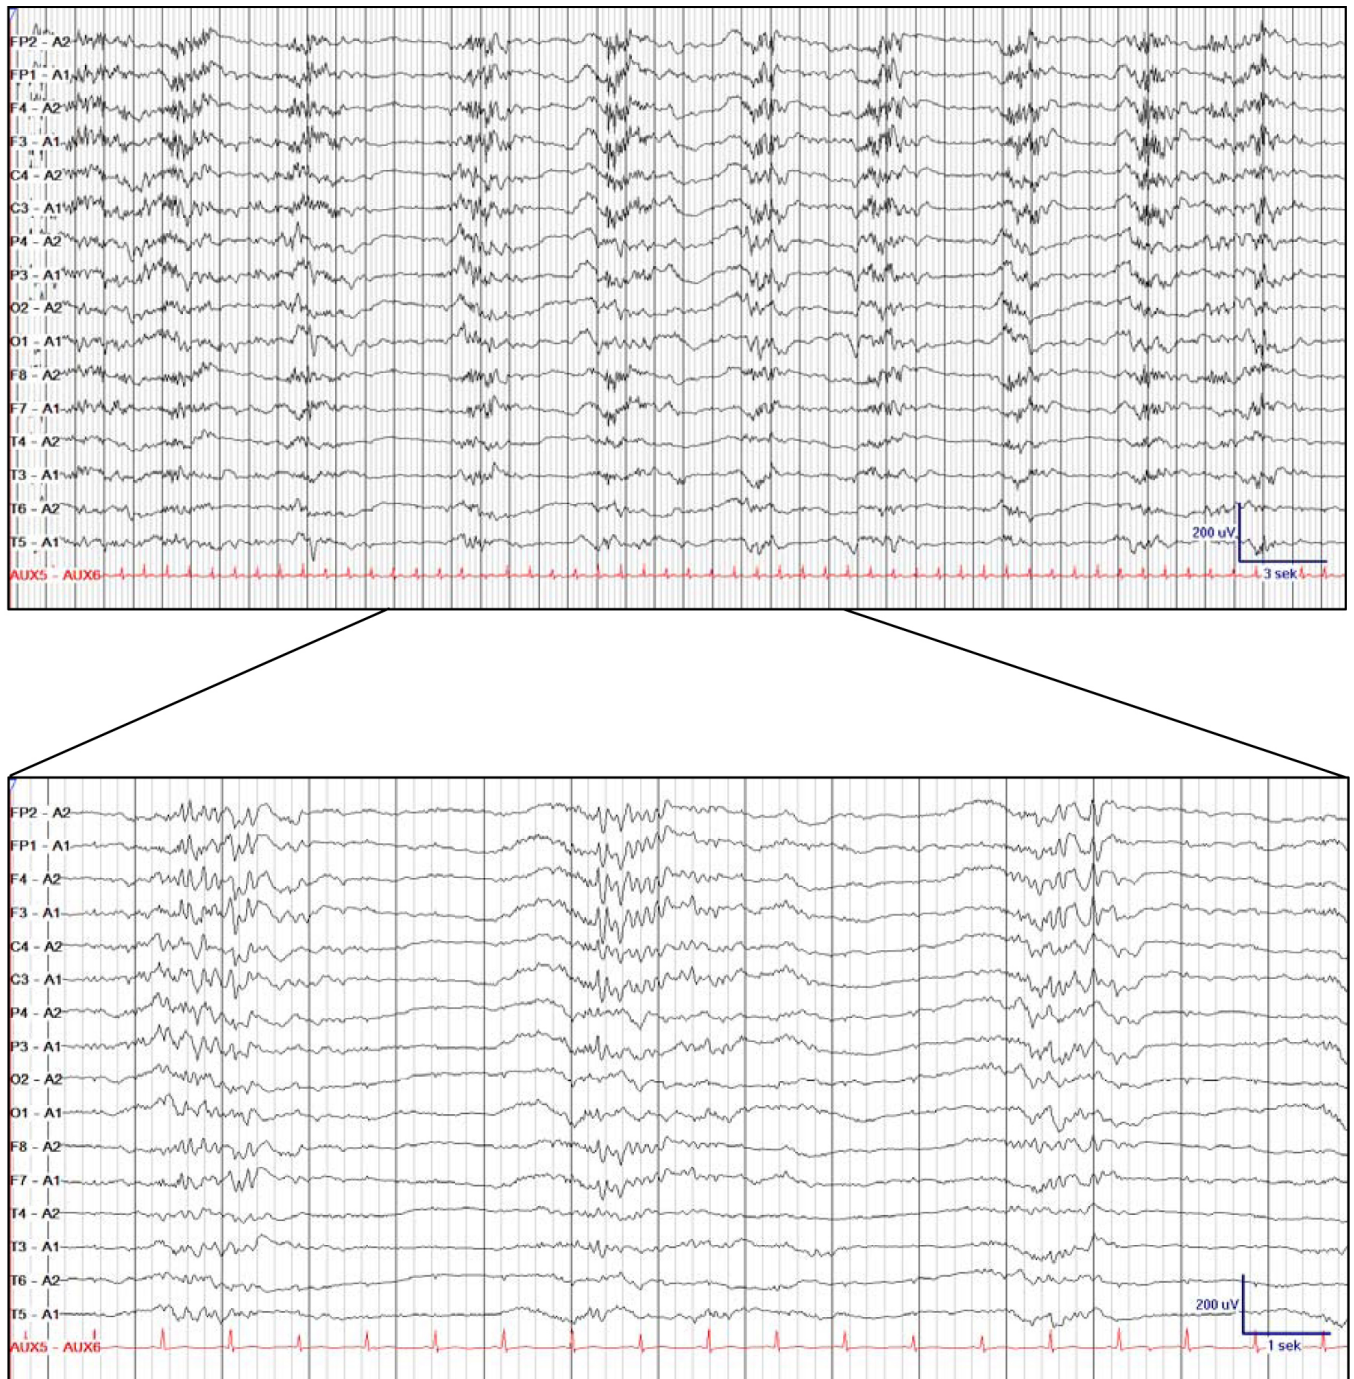 FP2 - A2
FP1 - A1
F4 - A2
F3 - A1
C4 - A2
C3 - A1
P4 - A2
P3 - A1
O2 - A2
O1 - A1
F8 - A2
F7 - A1
T4 - A2
T3 - A1
T6 - A2
T5 - A1
200 uV
AUX5 - AUX6
3 sek
FP2 - A2
FP1 - A1
F4 - A2
F3 - A1
C4 - A2
C3 - A1
P4 - A2
P3 - A1
O2 - A2
O1 - A1
F8 - A2
F7 - A1
T4 - A2
T3 - A1
T6 - A2
T5 - A1
200 uV
AUX5 - AUX6
1 sek